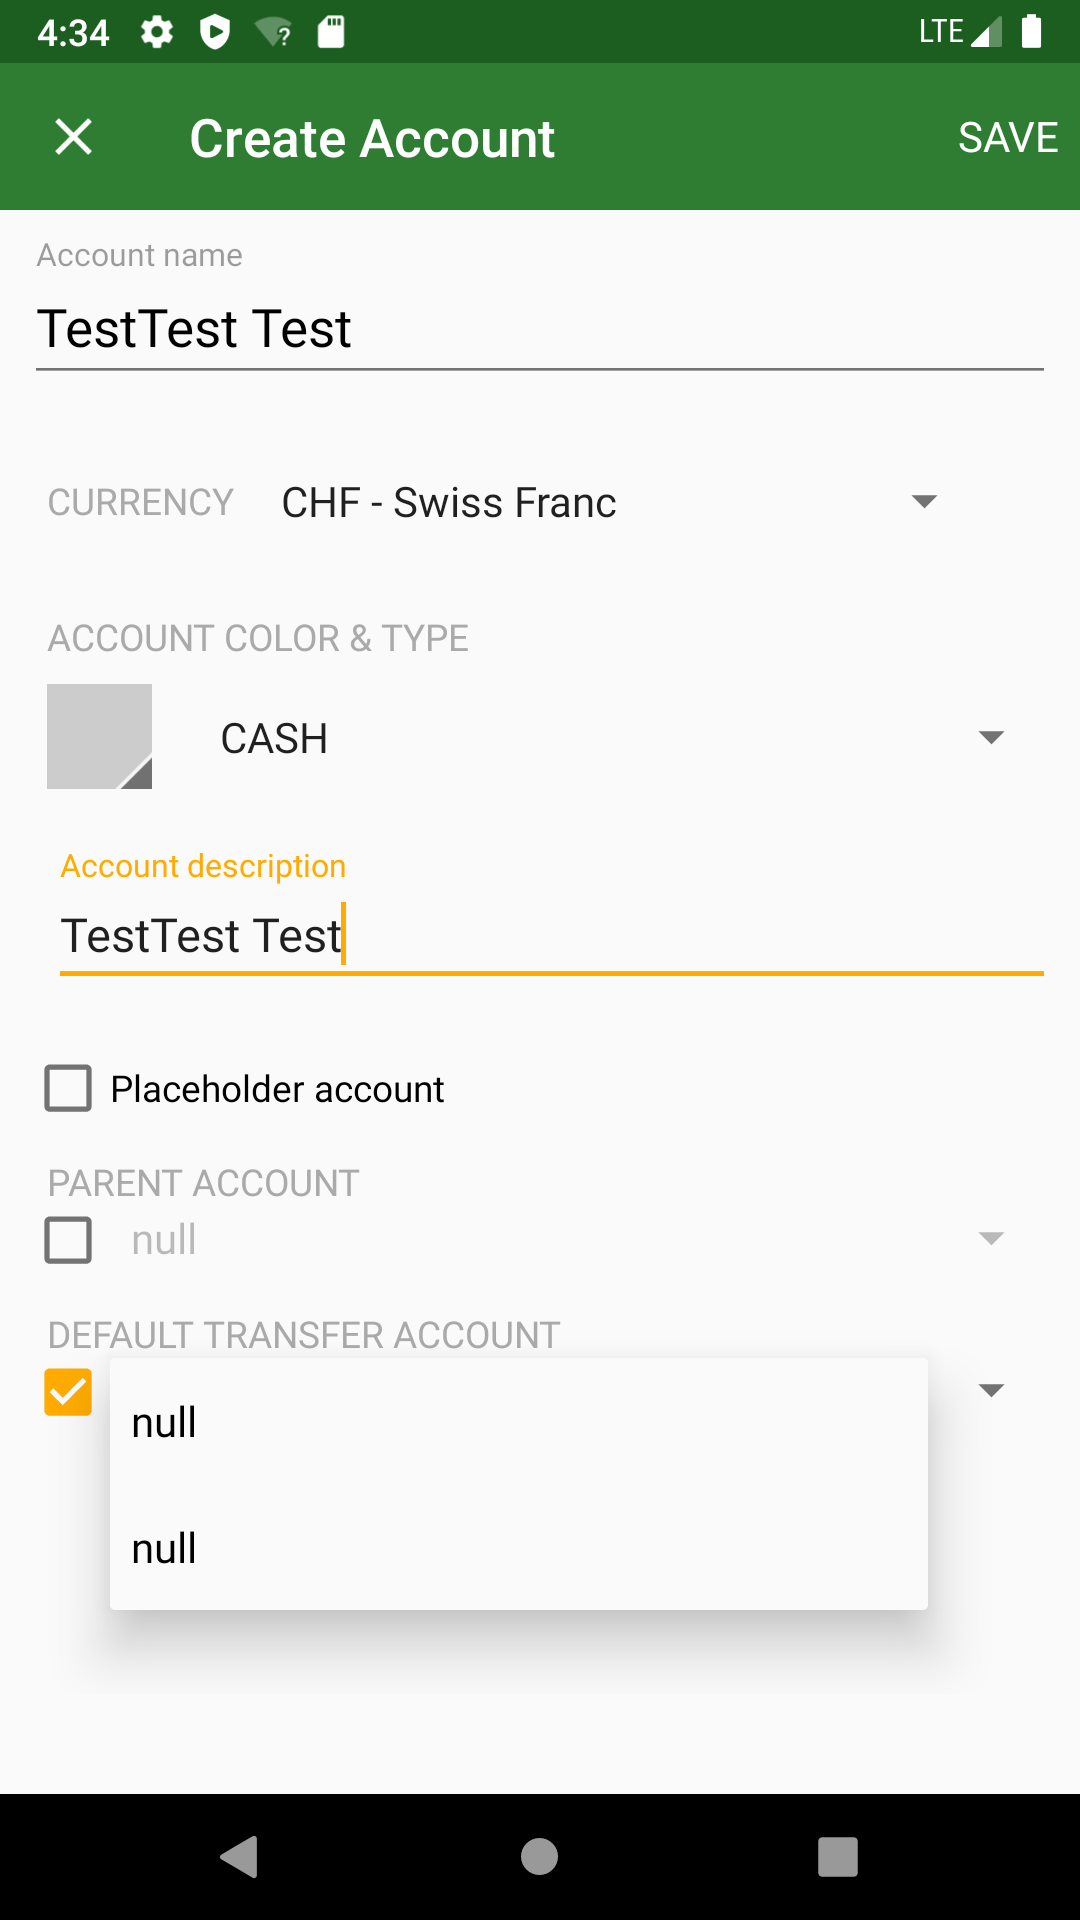 4:34
LTE
Create Account
SAVE
Account name
TestTest Test
CURRENCY
CHF - Swiss Franc
ACCOUNT COLOR & TYPE
CASH
Account description
TestTest Test
Placeholder account
PARENT ACCOUNT
null
DEFAULT TRANSFER ACCOUNT
null
null